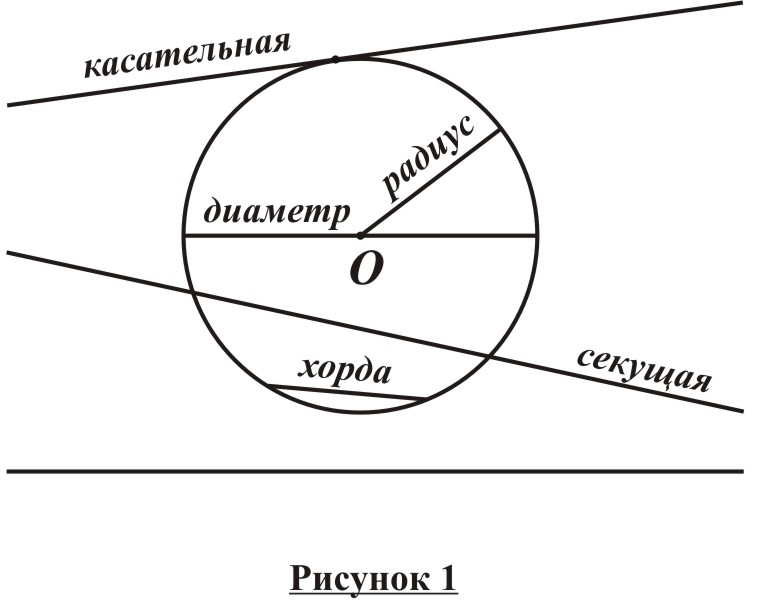 касательная
радиус
диаметр
O
хорда
секущая
Рисунок 1